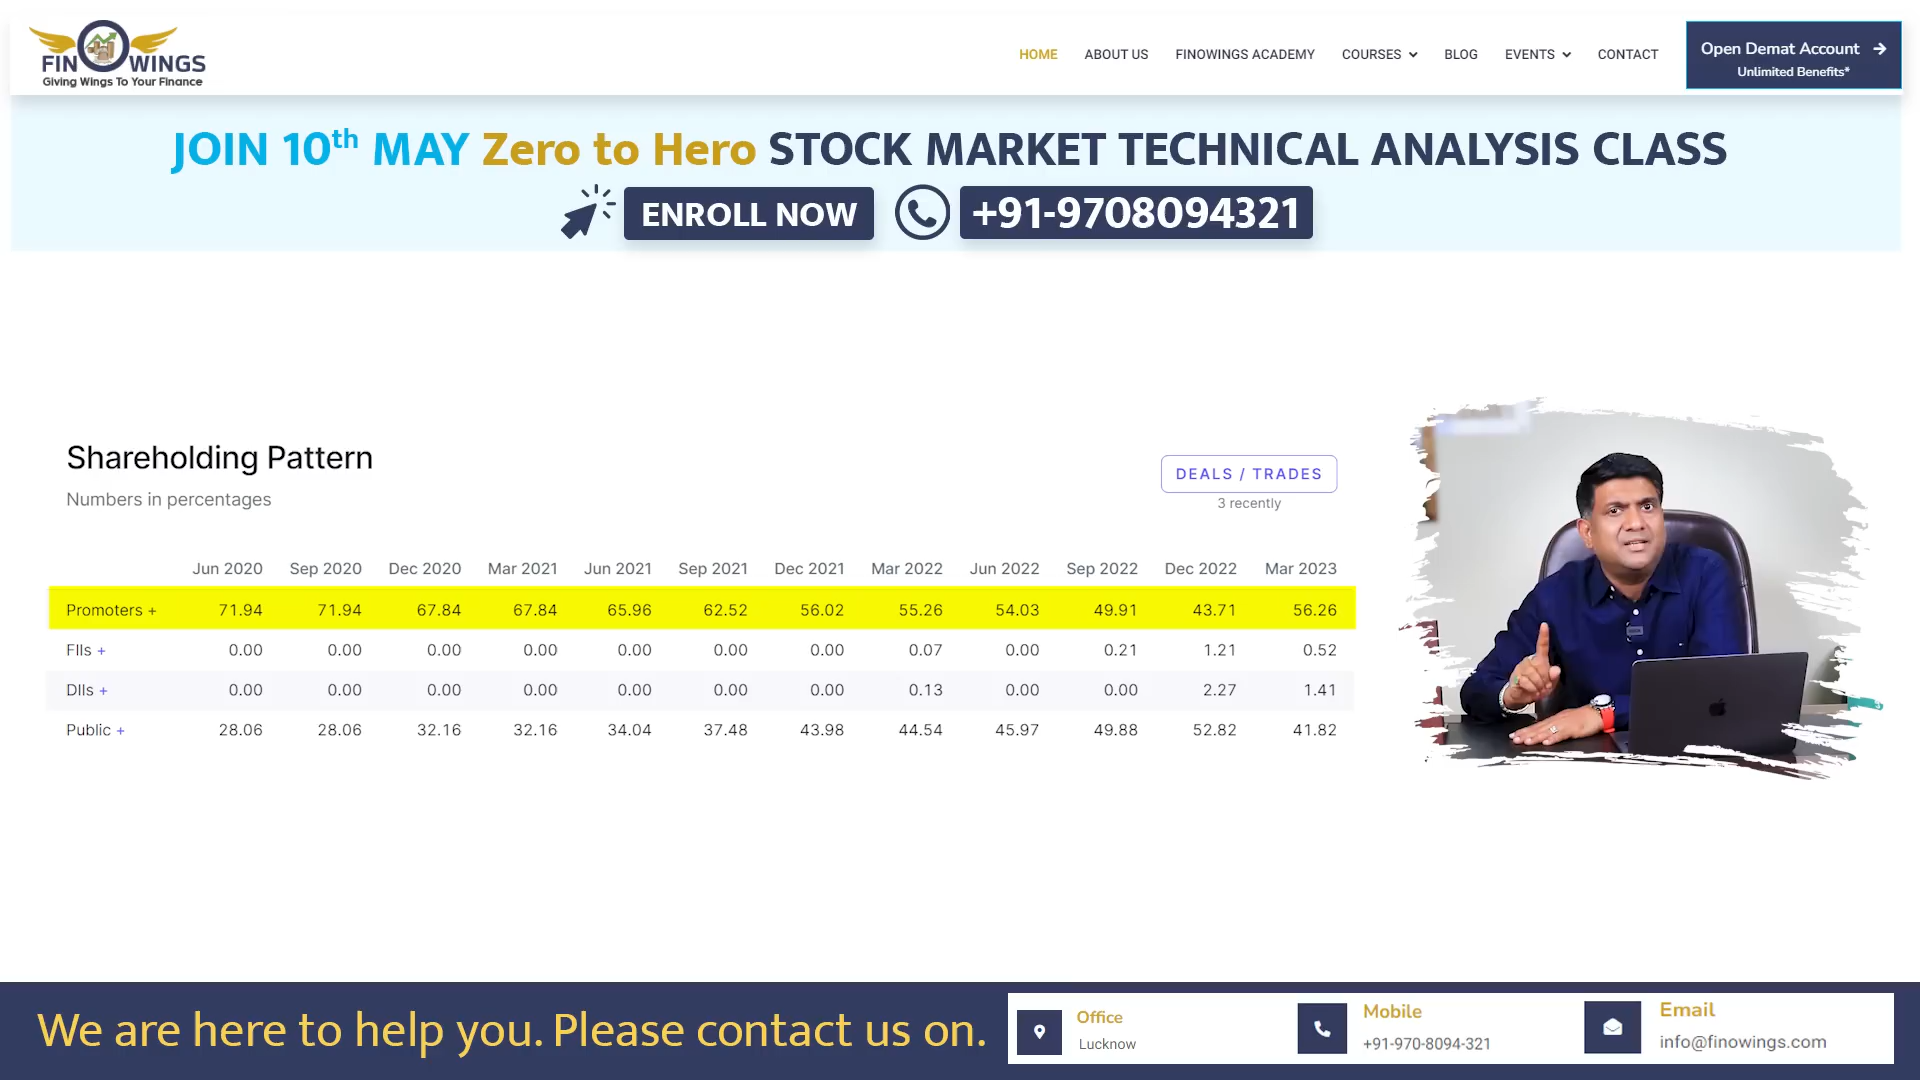 FINOWINGS
Giving Wings To Your Finance
HOME ABOUT US FINOWINGS ACADEMY COURSES BLOG EVENTS CONTACT
Open Demat Account
Unlimited Benefits*
JOIN 10th MAY Zero to Hero STOCK MARKET TECHNICAL ANALYSIS CLASS
ENROLL NOW +91-9708094321
Shareholding Pattern
Numbers in percentages
DEALS / TRADES
3 recently
Jun 2020 Sep 2020 Dec 2020 Mar 2021 Jun 2021 Sep 2021 Dec 2021 Mar 2022 Jun 2022 Sep 2022 Dec 2022 Mar 2023
Promoters + 71.94 71.94 67.84 67.84 65.96 62.52 56.02 55.26 54.03 49.91 43.71 56.26
FIIs + 0.00 0.00 0.00 0.00 0.00 0.00 0.00 0.07 0.00 0.21 1.21 0.52
DIIs + 0.00 0.00 0.00 0.00 0.00 0.00 0.00 0.13 0.00 0.00 2.27 1.41
Public + 28.06 28.06 32.16 32.16 34.04 37.48 43.98 44.54 45.97 49.88 52.82 41.82
We are here to help you. Please contact us on.
Office
Lucknow
Mobile
+91-970-8094-321
Email
info@finowings.com